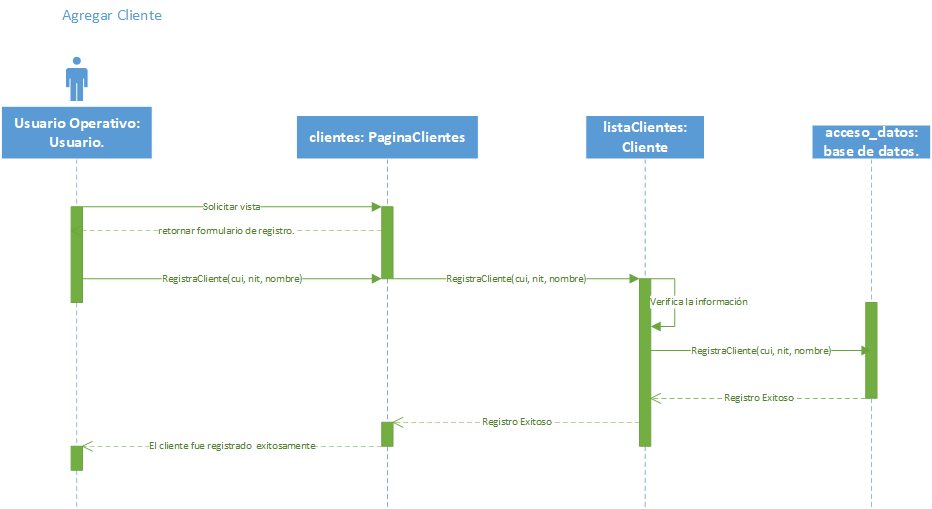 Agregar Cliente
Usuario Operativo:
Usuario.
clientes: PaginaClientes
listaClientes:
Cliente
acceso_datos:
base de datos.
Solicitar vista
retornar formulario de registro.
RegistraCliente(cui, nit, nombre)
RegistraCliente(cui, nit, nombre)
Verifica la información
RegistraCliente(cui, nit, nombre)
Registro Exitoso
Registro Exitoso
El cliente fue registrado exitosamente